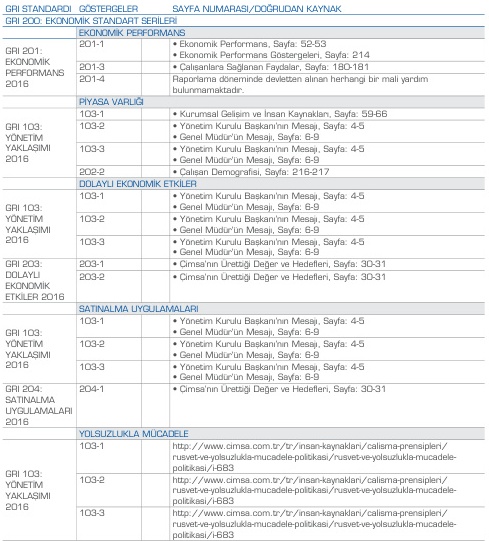 GRI STANDARDI GÖSTERGELER SAYFA NUMARASI/DOĞRUDAN KAYNAK
GRI 200: EKONOMİK STANDART SERİLERİ
EKONOMİK PERFORMANS
GRI 201:
EKONOMİK
PERFORMANS
2016
201-1 • Ekonomik Performans, Sayfa: 52-53
• Ekonomik Performans Göstergeleri, Sayfa: 214
201-3 • Çalışanlara Sağlanan Faydalar, Sayfa: 180-181
201-4 Raporlama döneminde devletten alınan herhangi bir mali yardım
bulunmamaktadır.
PİYASA VARLIĞI
GRI 103:
YÖNETİM
YAKLAŞIMI
2016
103-1 • Kurumsal Gelişim ve İnsan Kaynakları, Sayfa: 59-66
103-2 • Yönetim Kurulu Başkanı'nın Mesajı, Sayfa: 4-5
• Genel Müdür'ün Mesajı, Sayfa: 6-9
103-3 • Yönetim Kurulu Başkanı'nın Mesajı, Sayfa: 4-5
• Genel Müdür'ün Mesajı, Sayfa: 6-9
202-2 • Çalışan Demografisi, Sayfa: 216-217
DOLAYLI EKONOMİK ETKİLER
GRI 103:
YÖNETİM
YAKLAŞIMI
2016
103-1 • Yönetim Kurulu Başkanı'nın Mesajı, Sayfa: 4-5
• Genel Müdür'ün Mesajı, Sayfa: 6-9
103-2 • Yönetim Kurulu Başkanı'nın Mesajı, Sayfa: 4-5
• Genel Müdür'ün Mesajı, Sayfa: 6-9
103-3 • Yönetim Kurulu Başkanı'nın Mesajı, Sayfa: 4-5
• Genel Müdür'ün Mesajı, Sayfa: 6-9
GRI 203:
DOLAYLI
EKONOMİK
ETKİLER 2016
203-1 • Çimsa'nın Ürettiği Değer ve Hedefleri, Sayfa: 30-31
203-2 • Çimsa'nın Ürettiği Değer ve Hedefleri, Sayfa: 30-31
SATINALMA UYGULAMALARI
GRI 103:
YÖNETİM
YAKLAŞIMI
2016
103-1 • Yönetim Kurulu Başkanı'nın Mesajı, Sayfa: 4-5
• Genel Müdür'ün Mesajı, Sayfa: 6-9
103-2 • Yönetim Kurulu Başkanı'nın Mesajı, Sayfa: 4-5
• Genel Müdür'ün Mesajı, Sayfa: 6-9
103-3 • Yönetim Kurulu Başkanı'nın Mesajı, Sayfa: 4-5
• Genel Müdür'ün Mesajı, Sayfa: 6-9
GRI 204:
SATINALMA
UYGULAMALARI
2016
204-1 • Çimsa'nın Ürettiği Değer ve Hedefleri, Sayfa: 30-31
YOLSUZLUKLA MÜCADELE
GRI 103:
YÖNETİM
YAKLAŞIMI
2016
103-1 http://www.cimsa.com.tr/tr/insan-kaynaklari/calisma-prensipleri/
rusvet-ve-yolsuzlukla-mucadele-politikasi/rusvet-ve-yolsuzlukla-mucadele-
politikasi/i-683
103-2 http://www.cimsa.com.tr/tr/insan-kaynaklari/calisma-prensipleri/
rusvet-ve-yolsuzlukla-mucadele-politikasi/rusvet-ve-yolsuzlukla-mucadele-
politikasi/i-683
103-3 http://www.cimsa.com.tr/tr/insan-kaynaklari/calisma-prensipleri/
rusvet-ve-yolsuzlukla-mucadele-politikasi/rusvet-ve-yolsuzlukla-mucadele-
politikasi/i-683